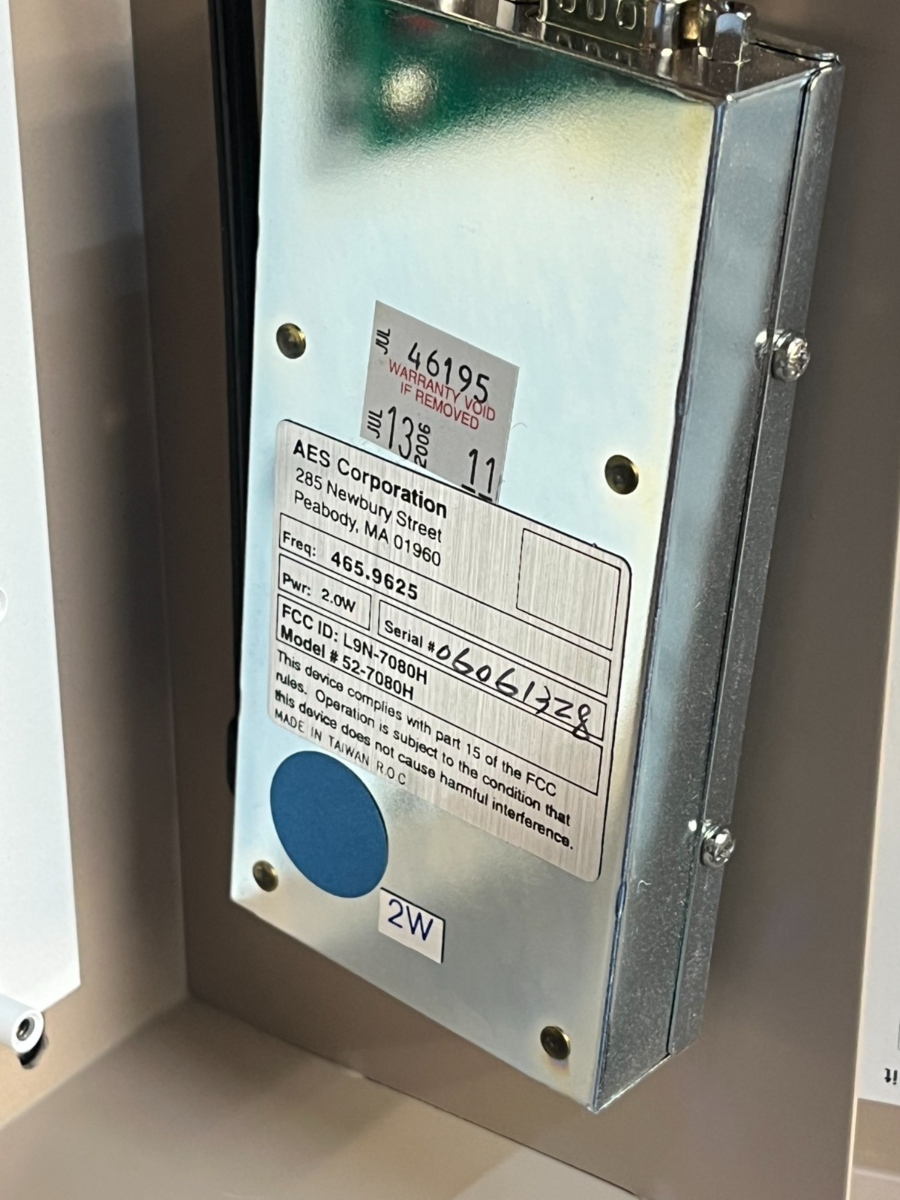 JUL
46195
WARRANTY VOID
IF REMOVED
JUL 13 2006 11
AES Corporation
285 Newbury Street
Peabody, MA 01960
Freq: 465.9625
Pwr: 2.0W
Serial # 06061328
FCC ID: L9N-7080H
Model # 52-7080H
This device complies with part 15 of the FCC
rules. Operation is subject to the condition that
this device does not cause harmful interference.
MADE IN TAIWAN R.O.C
2W